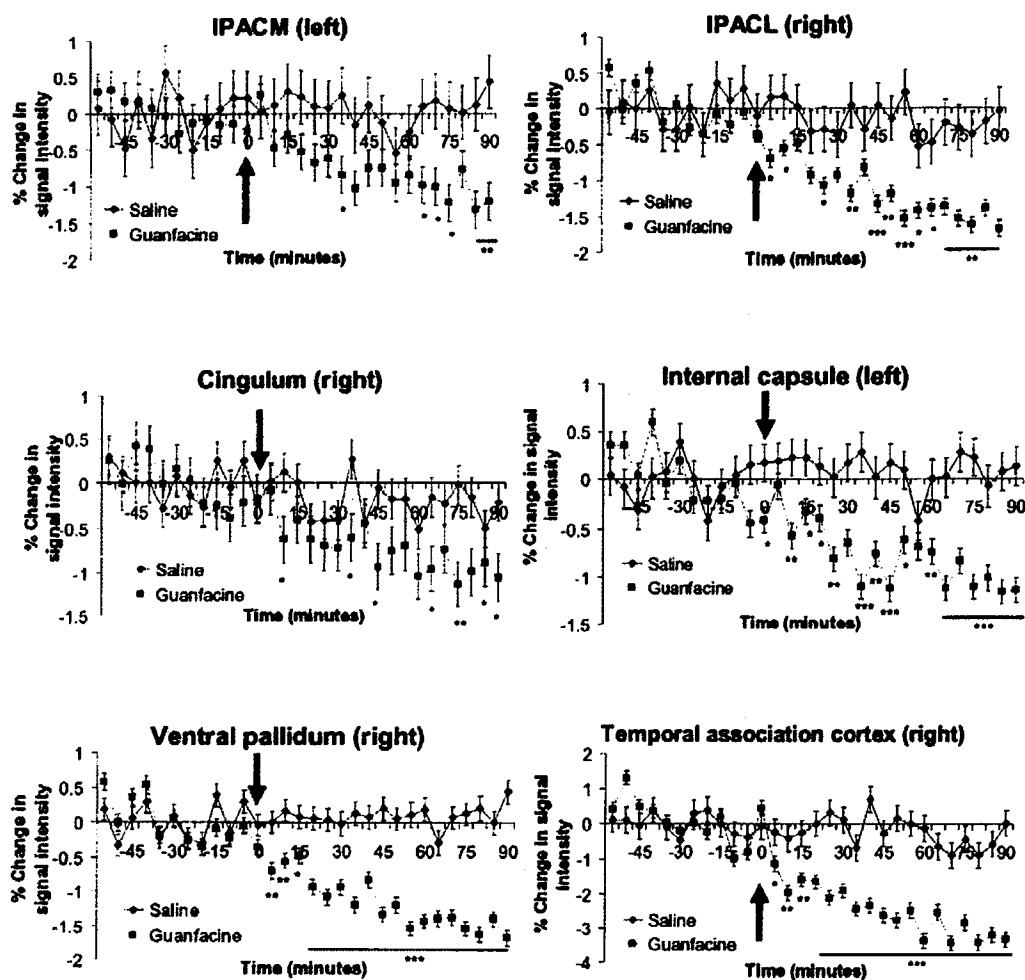 IPACM (left)
% Change in
signal intensity
1
0.5
0
-0.5
-1
-1.5
-2
-45 -30 -15 0 15 30 45 60 75 90
Saline
Guanfacine
Time (minutes)
* * * * **
IPACL (right)
% Change in
signal intensity
1
0.5
0
-0.5
-1
-1.5
-2
-45 -30 -15 0 15 30 45 60 75 90
Saline
Guanfacine
Time (minutes)
* * * ** *** ** *** * * **
Cingulum (right)
% Change in
signal intensity
1
0.5
0
-0.5
-1
-1.5
-45 -30 -15 0 15 30 45 60 75 90
Saline
Guanfacine
Time (minutes)
* * * * ** * *
Internal capsule (left)
% Change in signal
intensity
1
0.5
0
-0.5
-1
-1.5
-45 -30 -15 0 15 30 45 60 75 90
Saline
Guanfacine
Time (minutes)
* ** * * ** *** ** *** * ** ***
Ventral pallidum (right)
% Change in
signal intensity
1
0.5
0
-0.5
-1
-1.5
-2
-45 -30 -15 0 15 30 45 60 75 90
Saline
Guanfacine
Time (minutes)
** ** * ***
Temporal association cortex (right)
% Change in signal
intensity
2
1
0
-1
-2
-3
-4
-45 -30 -15 0 15 30 45 60 75 90
Saline
Guanfacine
Time (minutes)
* ** ** ***